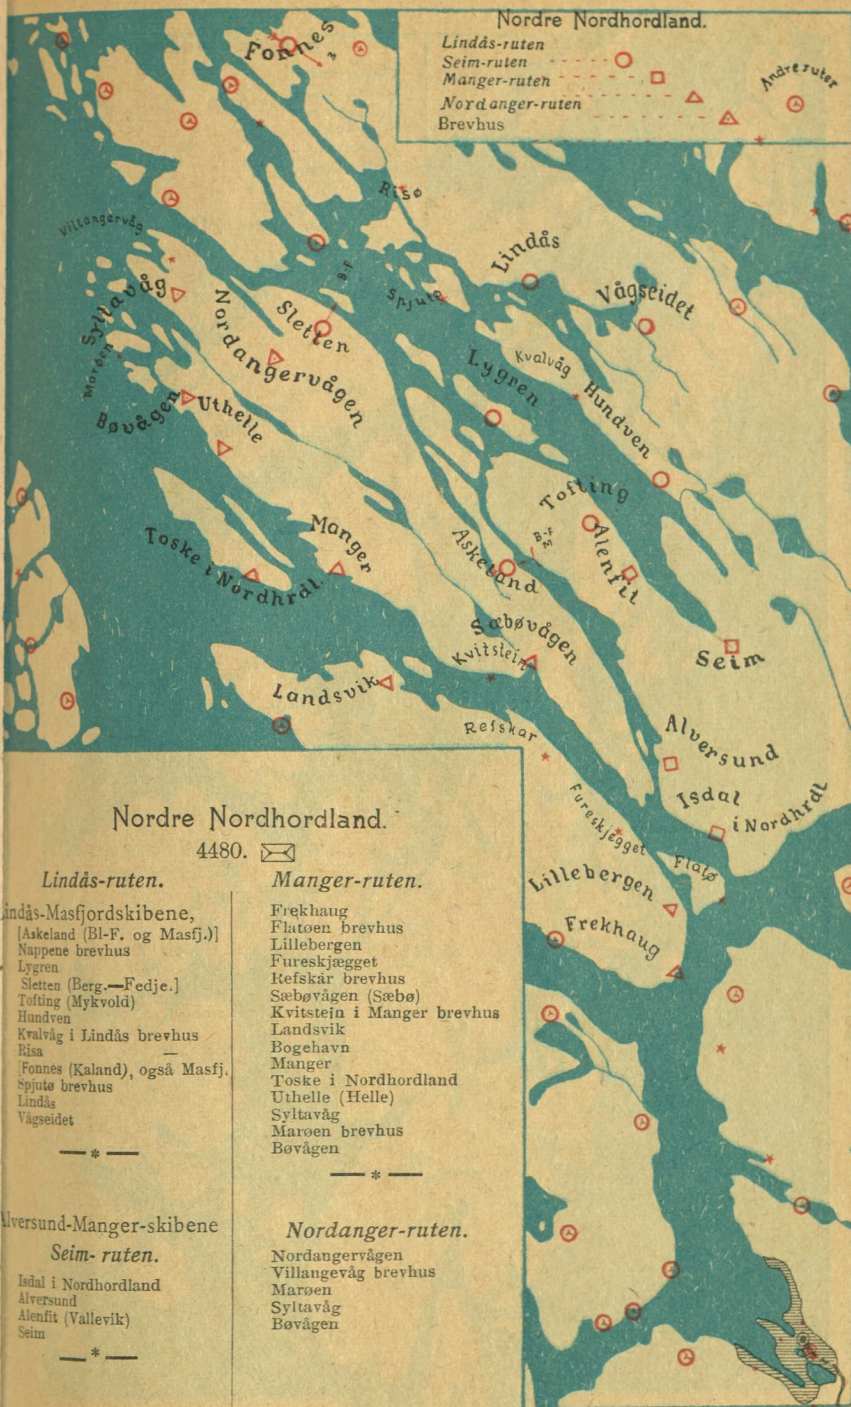 Nordre Nordhordland.
Lindås-ruten
Seim-ruten
Manger-ruten
Nordanger-ruten
Brevhus
Andre ruter
Fonnes
3
Risø
Villangervåg
B-F
Lindås
Spjutø
Vågseidet
Syltavåg
Sletten
Nordangervågen
Marøen
Kvalvåg
Lygren
Hundven
Bøvågen
Uthelle
Tofting
Alenfit
Manger
Toske i Nordhrdl.
B-F
M
Askeland
Sæbøvågen
Kvitstein
Seim
Landsvik
Refskar
Alversund
Isdal
i Nordhrdl
Fureskjegget
Flatø
Lillebergen
Frekhaug
Nordre Nordhordland.
4480.
Lindås-ruten.
indås-Masfjordskibene,
[Askeland (Bl-F. og Masfj.)]
Nappene brevhus
Lygren
Sletten (Berg.—Fedje.]
Tofting (Mykvold)
Hundven
Kvalvåg i Lindås brevhus
Risa —
[Fonnes (Kaland), også Masfj.
Spjutø brevhus
Lindås
Vågseidet
—*—
lversund-Manger-skibene
Seim- ruten.
Isdal i Nordhordland
Alversund
Alenfit (Vallevik)
Seim
—*—
Manger-ruten.
Frekhaug
Flatøen brevhus
Lillebergen
Fureskjægget
Refskår brevhus
Sæbøvågen (Sæbø)
Kvitstein i Manger brevhus
Landsvik
Bogehavn
Manger
Toske i Nordhordland
Uthelle (Helle)
Syltavåg
Marøen brevhus
Bøvågen
—*—
Nordanger-ruten.
Nordangervågen
Villangevåg brevhus
Marøen
Syltavåg
Bøvågen